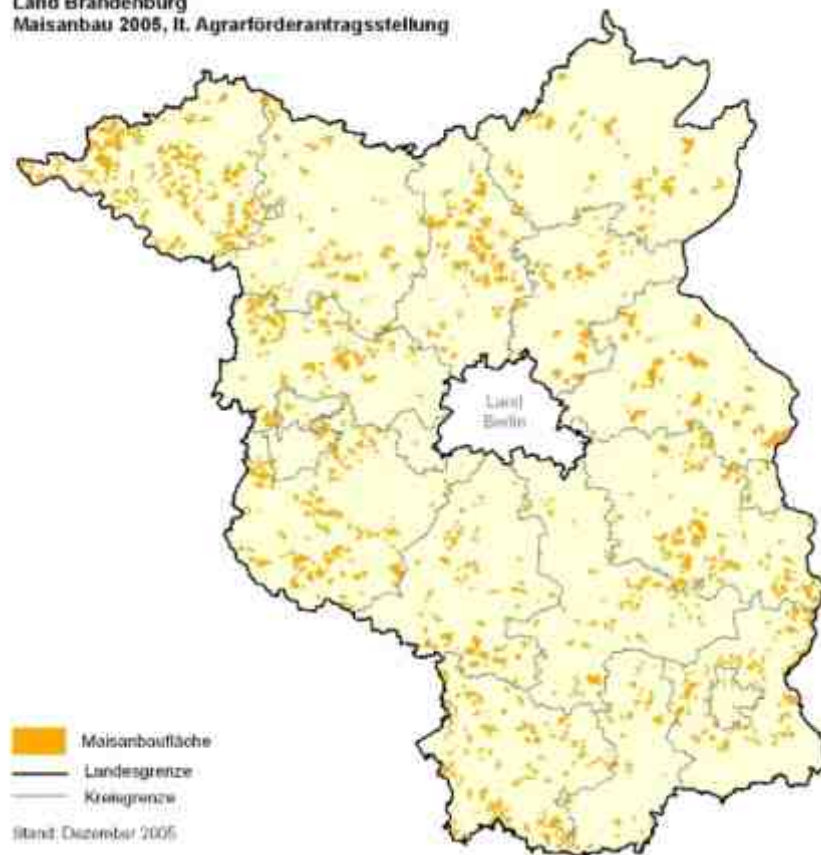 Land Brandenburg
Maisanbau 2005, lt. Agrarförderantragsstellung
Land
Berlin
Maisanbaufläche
Landesgrenze
Kreisgrenze
Stand: Dezember 2005